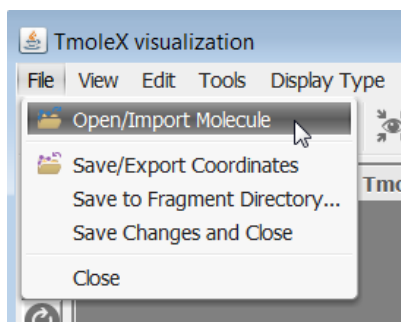 TmoleX visualization
File View Edit Tools Display Type
Open/Import Molecule
Save/Export Coordinates
Tmo
Save to Fragment Directory...
Save Changes and Close
Close